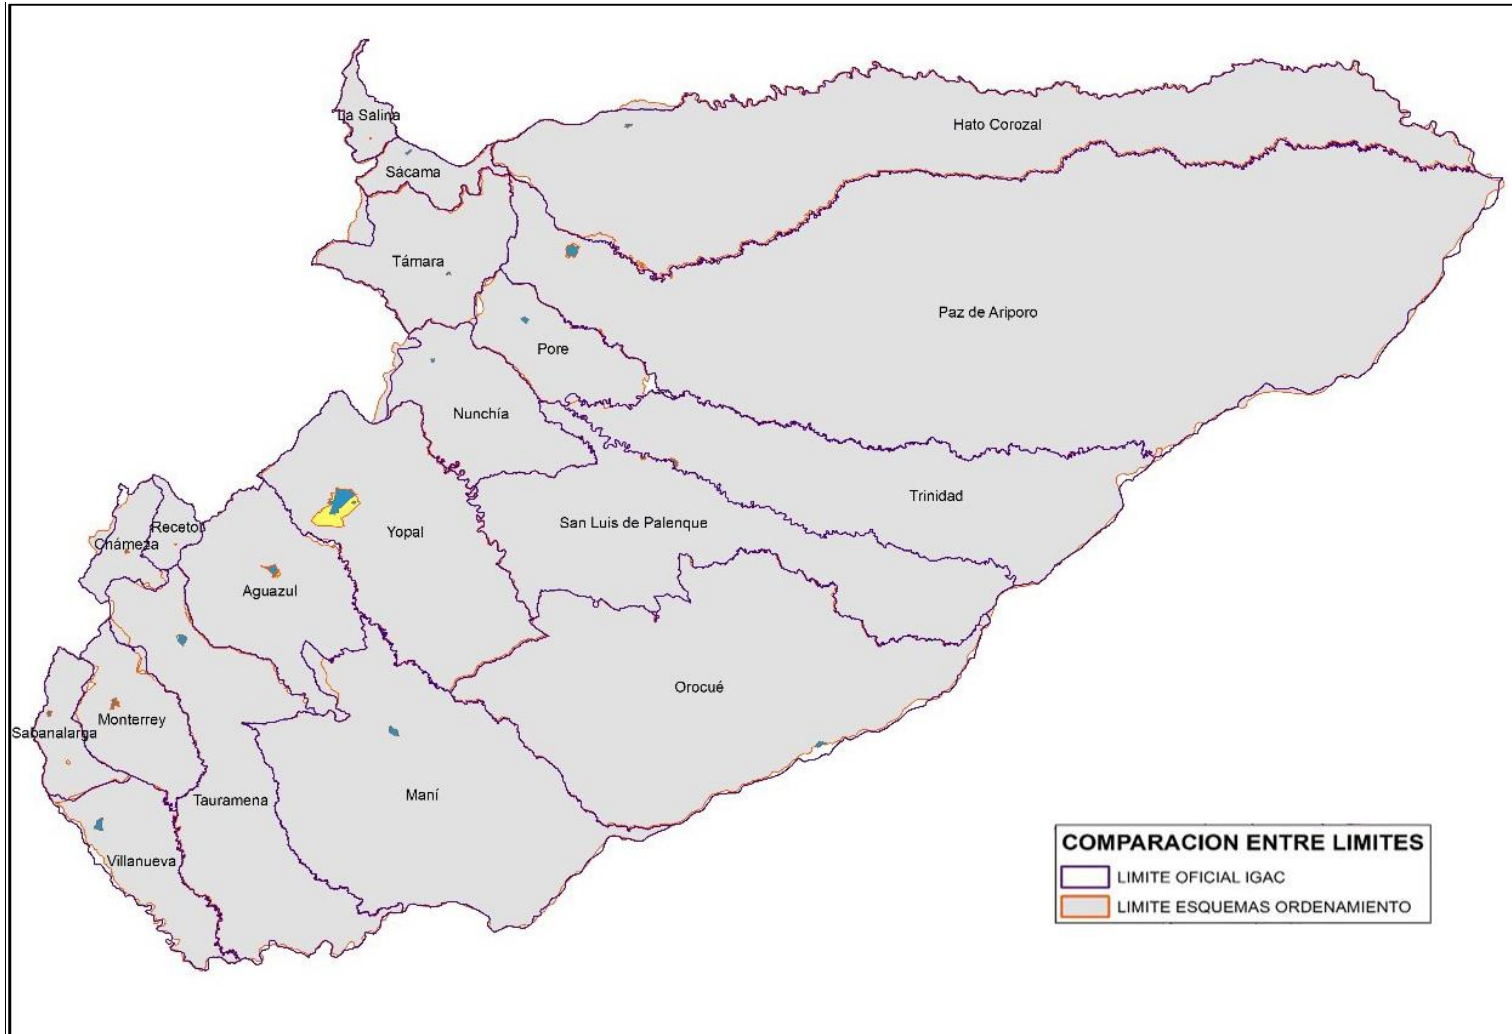 La Salina
Hato Corozal
Sácama
Támara
Paz de Ariporo
Pore
Nunchía
Trinidad
San Luis de Palenque
Recetor
Yopal
Chámeza
Aguazul
Orocué
Monterrey
Sabanalarga
Tauramena
Maní
Villanueva
COMPARACION ENTRE LIMITES
LIMITE OFICIAL IGAC
LIMITE ESQUEMAS ORDENAMIENTO